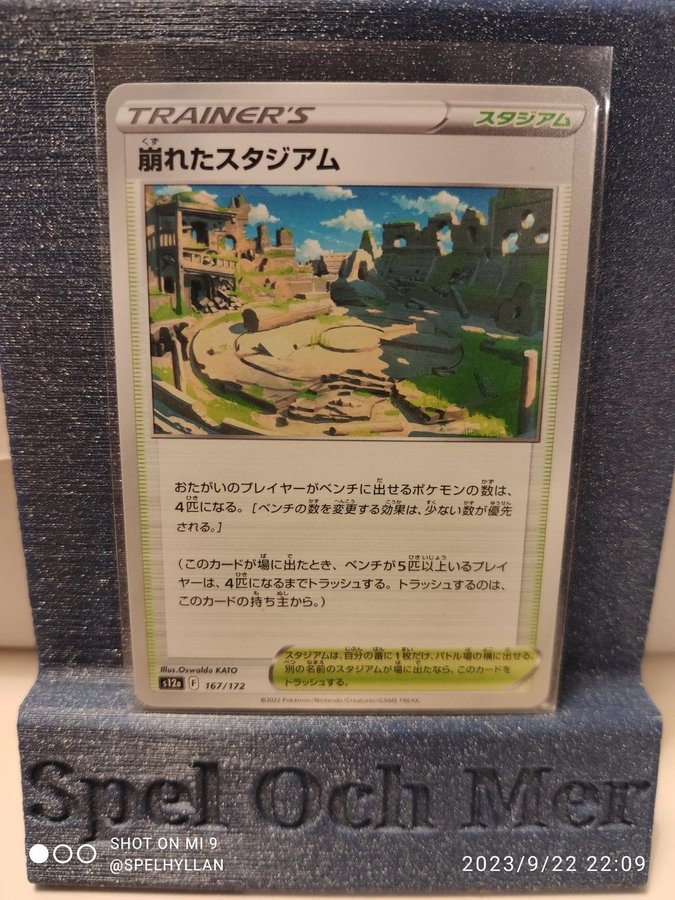 TRAINER'S
スタジアム
崩れたスタジアム
おたがいのプレイヤーがベンチに出せるポケモンの数は、
4匹になる。[ベンチの数を変更する効果は、少ない数が優先
される。]
(このカードが場に出たとき、ベンチが5匹以上いるプレイ
ヤーは、4匹になるまでトラッシュする。トラッシュするのは、
このカードの持ち主から。)
スタジアムは、自分の番に1枚だけ、バトル場の横に出せる。
別の名前のスタジアムが場に出たなら、このカードを
トラッシュする。
Illus.Oswaldo KATO
s12a F 167/172
©2022 Pokémon/Nintendo/Creatures/GAME FREAK
Spel Och Mer
SHOT ON MI 9
@SPELHYLLAN
2023/9/22 22:09